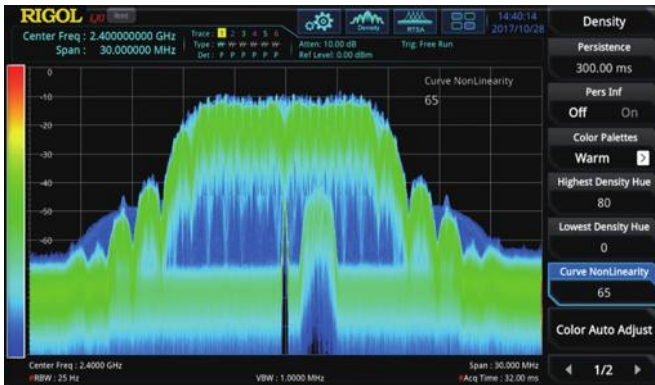 RIGOL
14:40:14
2017/10/28
Center Freq : 2.400000000 GHz
Span : 30.000000 MHz
Trace : 1 2 3 4 5 6
Type : W W W W W W
Det : P P P P P P
Density
RTSA
Atten: 10.00 dB
Ref Level: 0.00 dBm
Trig: Free Run
Curve NonLinearity
65
0
-10
-20
-30
-40
-60
Center Freq : 2.4000 GHz
#RBW : 25 Hz
VBW : 1.0000 MHz
Span : 30.000 MHz
#Acq Time : 32.00 ms
Density
Persistence
300.00 ms
Pers Inf
Off On
Color Palettes
Warm
Highest Density Hue
80
Lowest Density Hue
0
Curve NonLinearity
65
Color Auto Adjust
1/2